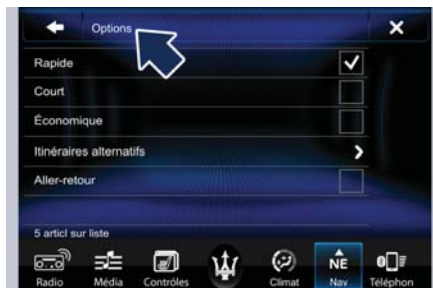 Options
Rapide
Court
Économique
Itinéraires alternatifs
Aller-retour
5 articl sur liste
Radio Média Contrôles Climat NE Nav Téléphon